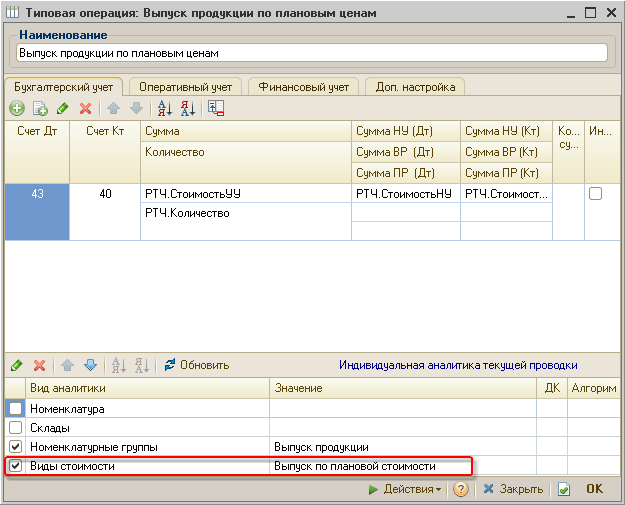 Типовая операция: Выпуск продукции по плановым ценам
Наименование
Выпуск продукции по плановым ценам
Бухгалтерский учет Оперативный учет Финансовый учет Доп. настройка
Счет Дт Счет Кт Сумма Сумма НУ (Дт) Сумма НУ (Кт) Ко... Ин...
Количество Сумма ВР (Дт) Сумма ВР (Кт) су...
Сумма ПР (Дт) Сумма ПР (Кт)
43 40 РТЧ.СтоимостьУУ РТЧ.СтоимостьНУ РТЧ.Стоимост...
РТЧ.Количество
Обновить Индивидуальная аналитика текущей проводки
Вид аналитики Значение ДК Алгорим
Номенклатура
Склады
Номенклатурные группы Выпуск продукции
Виды стоимости Выпуск по плановой стоимости
Действия ? Закрыть OK